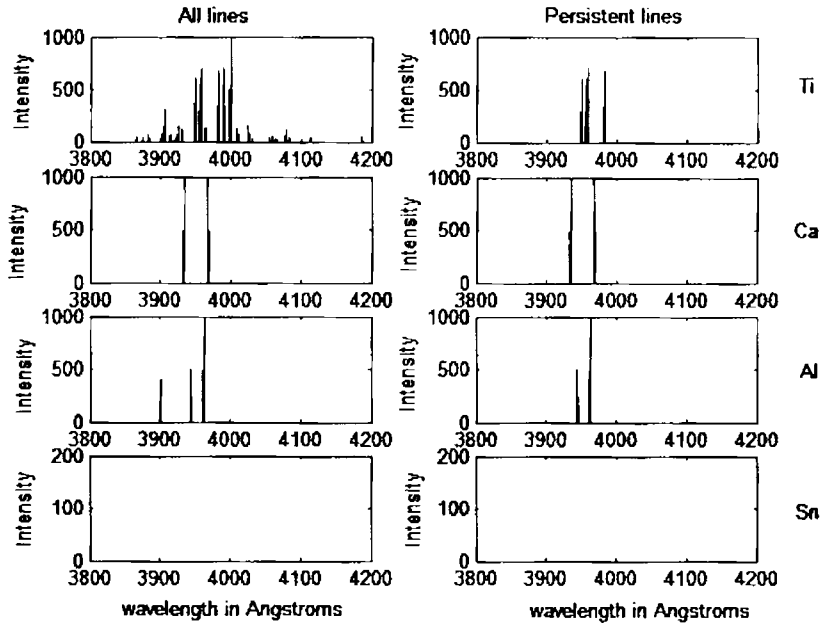 All lines Persistent lines
Intensity 1000 500 0 3800 3900 4000 4100 4200
Intensity 1000 500 0 3800 3900 4000 4100 4200 Ti
Intensity 1000 500 0 3800 3900 4000 4100 4200
Intensity 1000 500 0 3800 3900 4000 4100 4200 Ca
Intensity 1000 500 0 3800 3900 4000 4100 4200
Intensity 1000 500 0 3800 3900 4000 4100 4200 Al
Intensity 200 100 0 3800 3900 4000 4100 4200
Intensity 200 100 0 3800 3900 4000 4100 4200 Sn
wavelength in Angstroms wavelength in Angstroms